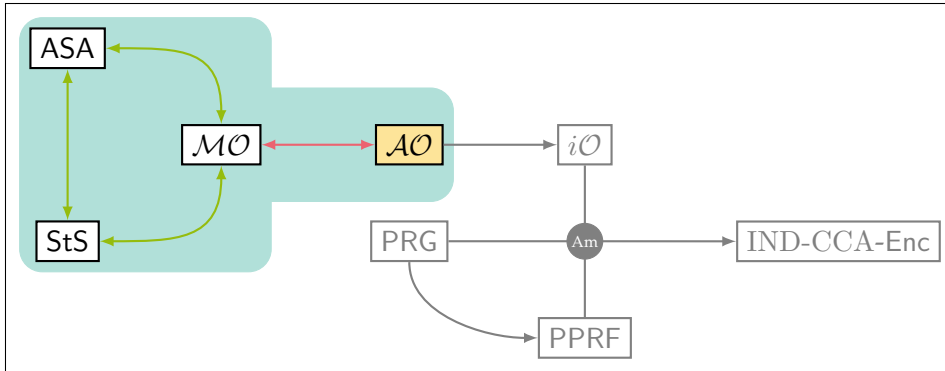 ASA
MO
AO
iO
StS
PRG
Am
IND-CCA-Enc
PPRF